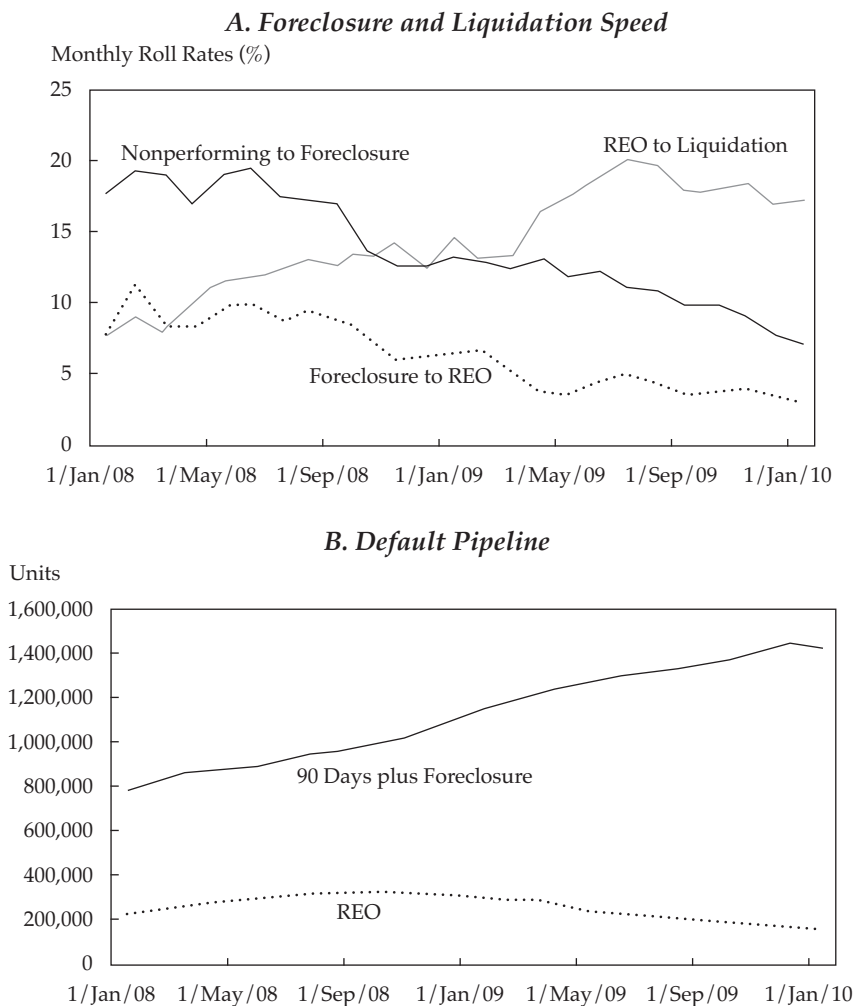 A. Foreclosure and Liquidation Speed
Monthly Roll Rates (%)
25
20
15
10
5
0
Nonperforming to Foreclosure
REO to Liquidation
Foreclosure to REO
1/Jan/08 1/May/08 1/Sep/08 1/Jan/09 1/May/09 1/Sep/09 1/Jan/10
B. Default Pipeline
Units
1,600,000
1,400,000
1,200,000
1,000,000
800,000
600,000
400,000
200,000
0
90 Days plus Foreclosure
REO
1/Jan/08 1/May/08 1/Sep/08 1/Jan/09 1/May/09 1/Sep/09 1/Jan/10